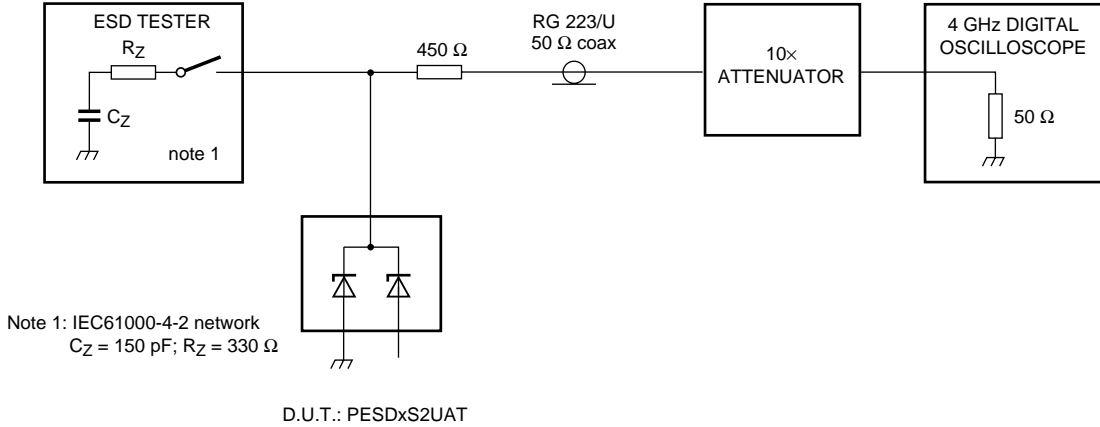 ESD TESTER
RZ
CZ
note 1
450 Ω
RG 223/U
50 Ω coax
10×
ATTENUATOR
4 GHz DIGITAL
OSCILLOSCOPE
50 Ω
Note 1: IEC61000-4-2 network
CZ = 150 pF; RZ = 330 Ω
D.U.T.: PESDxS2UAT